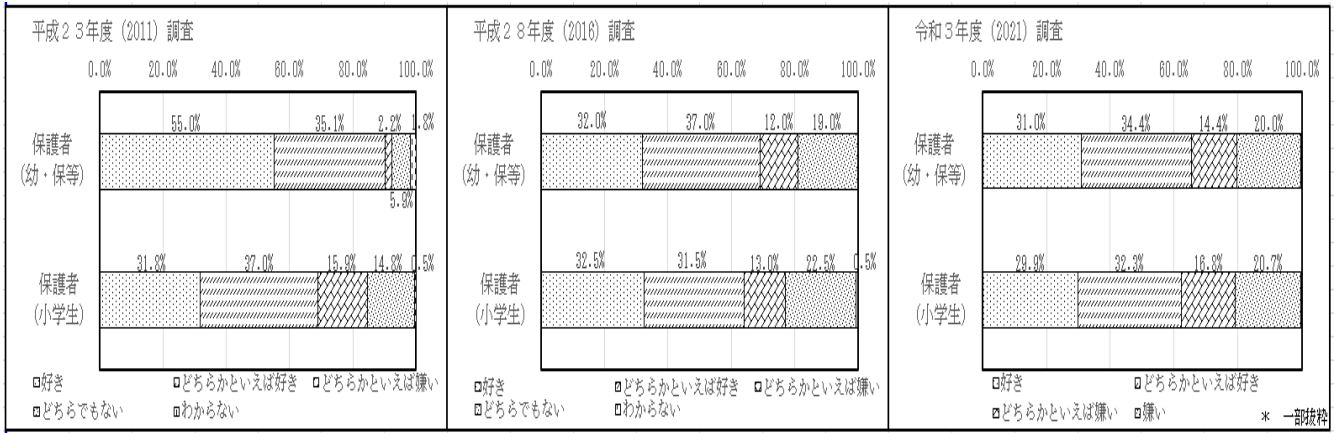 平成２３年度（2011）調査
0.0% 20.0% 40.0% 60.0% 80.0% 100.0%
55.0% 35.1% 2.2% 1.8%
保護者
(幼・保等)
5.9%
31.8% 37.0% 15.9% 14.8% 0.5%
保護者
(小学生)
好き どちらかといえば好き どちらかといえば嫌い
どちらでもない わからない
平成２８年度（2016）調査
0.0% 20.0% 40.0% 60.0% 80.0% 100.0%
32.0% 37.0% 12.0% 19.0%
保護者
(幼・保等)
32.5% 31.5% 13.0% 22.5% 0.5%
保護者
(小学生)
好き どちらかといえば好き どちらかといえば嫌い
どちらでもない わからない
令和３年度（2021）調査
0.0% 20.0% 40.0% 60.0% 80.0% 100.0%
31.0% 34.4% 14.4% 20.0%
保護者
(幼・保等)
29.9% 32.3% 16.8% 20.7%
保護者
(小学生)
好き どちらかといえば好き
どちらかといえば嫌い 嫌い
＊ 一部抜粋